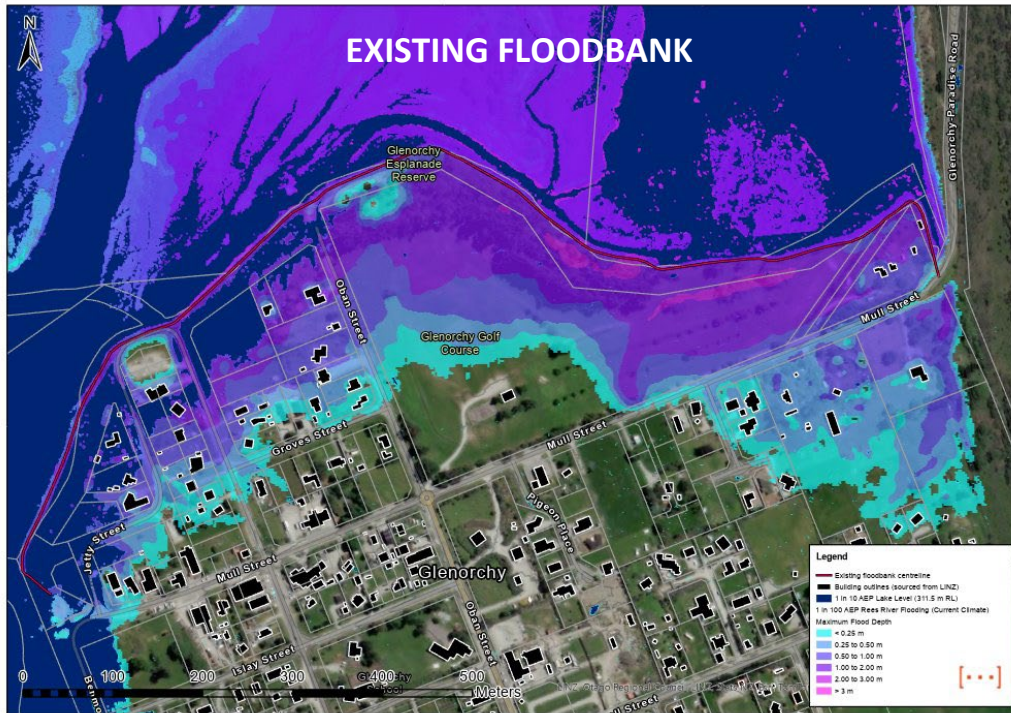 N
EXISTING FLOODBANK
Glenorchy-Paradise Road
Glenorchy
Esplanade
Reserve
Oban Street
Glenorchy Golf
Course
Mull Street
Groves Street
Mull Street
Jetty Street
Pigeon Place
Mull Street
Glenorchy
Oban Street
Islay Street
Glenorchy
School
0 100 200 300 400 500
Meters
Legend
Existing floodbank centreline
Building outlines (sourced from LINZ)
1 in 10 AEP Lake Level (311.5 m RL)
1 in 100 AEP Rees River Flooding (Current Climate)
Maximum Flood Depth
< 0.25 m
0.25 to 0.50 m
0.50 to 1.00 m
1.00 to 2.00 m
2.00 to 3.00 m
> 3 m
[···]